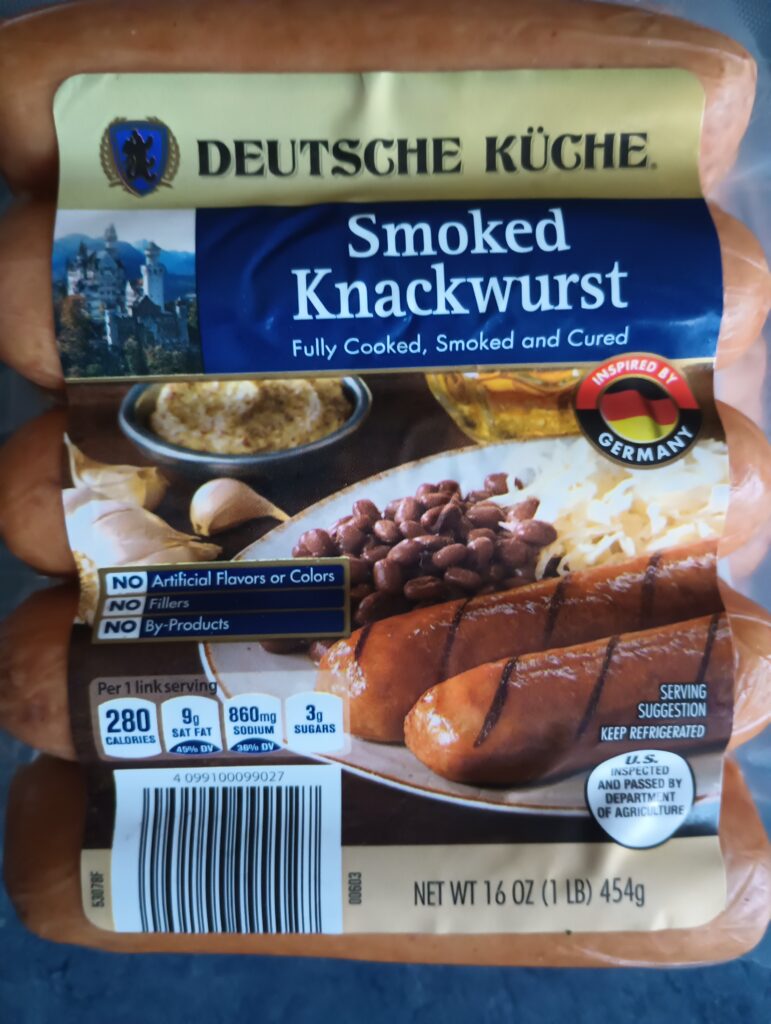 DEUTSCHE KÜCHE®
Smoked
Knackwurst
Fully Cooked, Smoked and Cured
INSPIRED BY
GERMANY
NO Artificial Flavors or Colors
NO Fillers
NO By-Products
Per 1 link serving
280
CALORIES
9g
SAT FAT
45% DV
860mg
SODIUM
36% DV
3g
SUGARS
SERVING
SUGGESTION
KEEP REFRIGERATED
U.S.
INSPECTED
AND PASSED BY
DEPARTMENT
OF AGRICULTURE
4 099100099027
53078F
00603
NET WT 16 OZ (1 LB) 454g